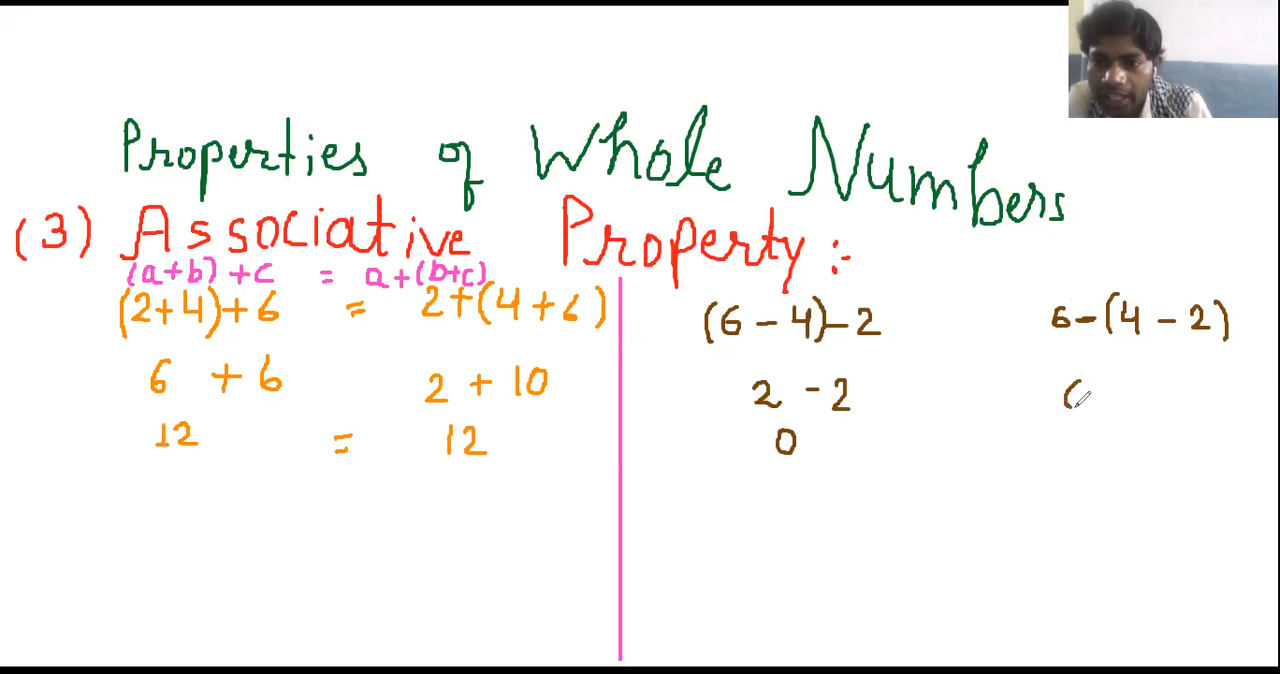 Properties of Whole Numbers
(3) Associative Property :-
(a+b) + c = a + (b+c)
(2+4)+6 = 2+(4+6)
6 + 6 2 + 10
12 = 12
(6-4)-2 6-(4-2)
2 - 2
0